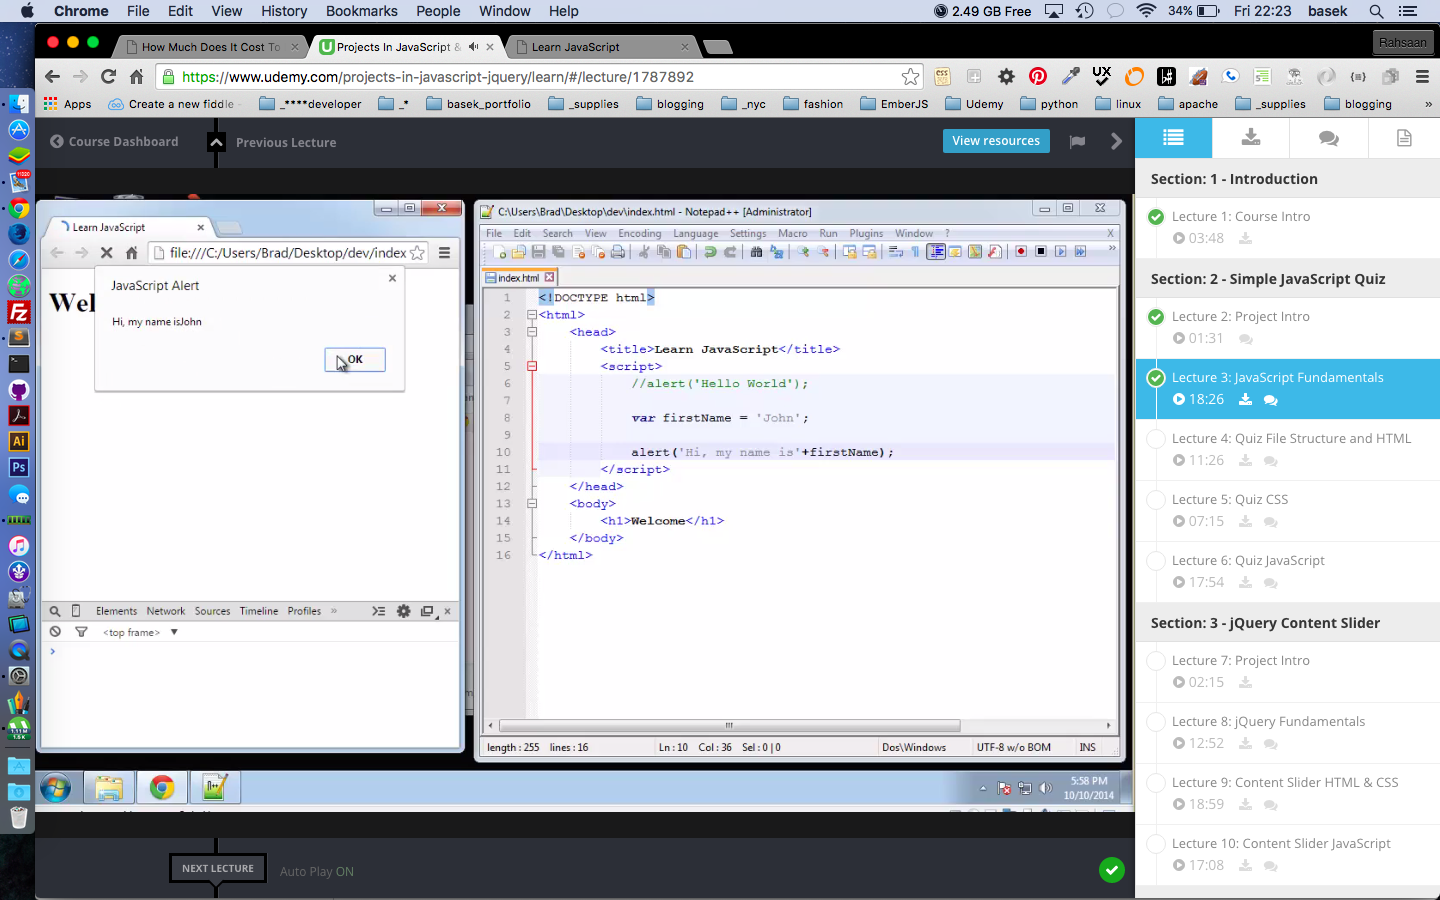 Chrome File Edit View History Bookmarks People Window Help 2.49 GB Free 34% Fri 22:23 basek
How Much Does It Cost To Projects In JavaScript & Learn JavaScript Rahsaan
https://www.udemy.com/projects-in-javascript-jquery/learn/#/lecture/1787892
Apps Create a new fiddle - _****developer _* basek_portfolio _supplies blogging _nyc fashion EmberJS Udemy python linux apache _supplies blogging »
Course Dashboard Previous Lecture View resources
Learn JavaScript
file:///C:/Users/Brad/Desktop/dev/index
JavaScript Alert
Hi, my name isJohn
OK
Wel
Elements Network Sources Timeline Profiles »
<top frame>
C:\Users\Brad\Desktop\dev\index.html - Notepad++ [Administrator]
File Edit Search View Encoding Language Settings Macro Run Plugins Window ? X
index.html
1 <!DOCTYPE html>
2 <html>
3 <head>
4 <title>Learn JavaScript</title>
5 <script>
6 //alert('Hello World');
7
8 var firstName = 'John';
9
10 alert('Hi, my name is'+firstName);
11 </script>
12 </head>
13 <body>
14 <h1>Welcome</h1>
15 </body>
16 </html>
length : 255 lines : 16 Ln : 10 Col : 36 Sel : 0 | 0 Dos\Windows UTF-8 w/o BOM INS
5:58 PM
10/10/2014
NEXT LECTURE Auto Play ON
Section: 1 - Introduction
Lecture 1: Course Intro
03:48
Section: 2 - Simple JavaScript Quiz
Lecture 2: Project Intro
01:31
Lecture 3: JavaScript Fundamentals
18:26
Lecture 4: Quiz File Structure and HTML
11:26
Lecture 5: Quiz CSS
07:15
Lecture 6: Quiz JavaScript
17:54
Section: 3 - jQuery Content Slider
Lecture 7: Project Intro
02:15
Lecture 8: jQuery Fundamentals
12:52
Lecture 9: Content Slider HTML & CSS
18:59
Lecture 10: Content Slider JavaScript
17:08